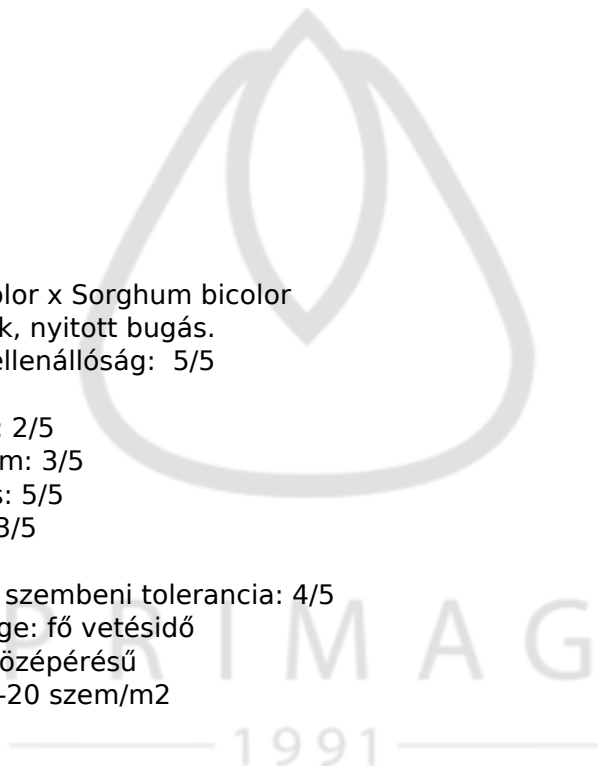 olor x Sorghum bicolor
k, nyitott bugás.
ellenállóság: 5/5
: 2/5
m: 3/5
s: 5/5
3/5
szembeni tolerancia: 4/5
ge: fő vetésidő
özépérésű
-20 szem/m2
PRIMAG
1991